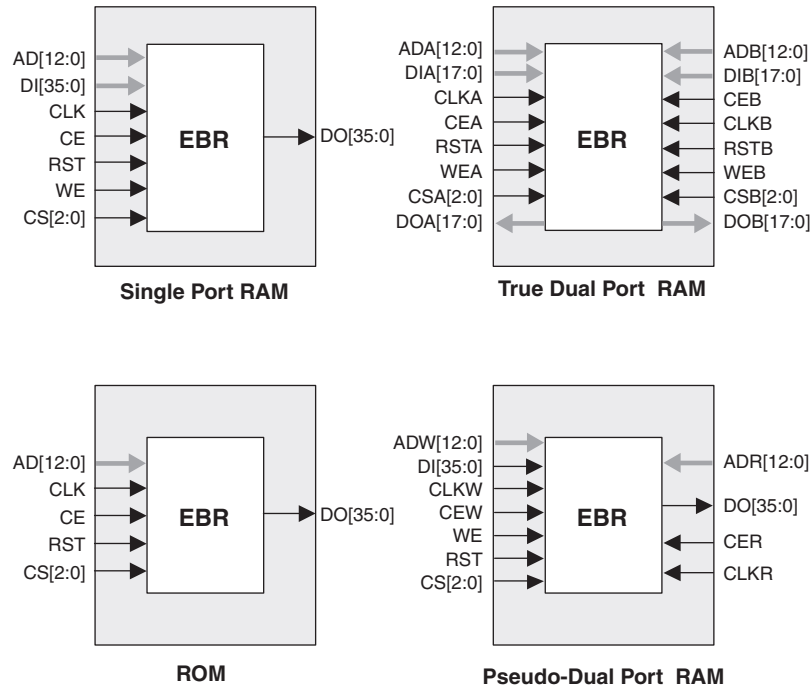 AD[12:0]
DI[35:0]
CLK
CE
RST
WE
CS[2:0]
EBR
DO[35:0]
Single Port RAM
ADA[12:0]
DIA[17:0]
CLKA
CEA
RSTA
WEA
CSA[2:0]
DOA[17:0]
EBR
ADB[12:0]
DIB[17:0]
CEB
CLKB
RSTB
WEB
CSB[2:0]
DOB[17:0]
True Dual Port RAM
AD[12:0]
CLK
CE
RST
CS[2:0]
EBR
DO[35:0]
ROM
ADW[12:0]
DI[35:0]
CLKW
CEW
WE
RST
CS[2:0]
EBR
ADR[12:0]
DO[35:0]
CER
CLKR
Pseudo-Dual Port RAM